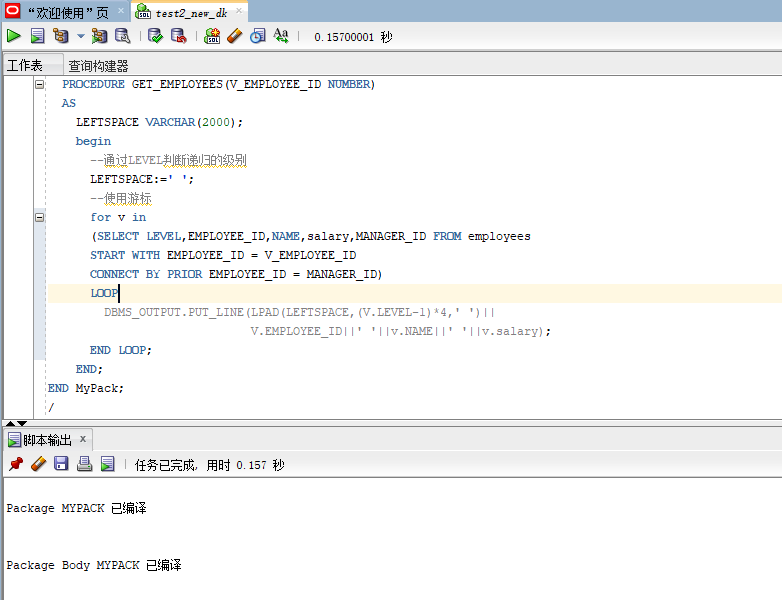 “欢迎使用”页 × test2_new_dk ×
0.15700001 秒
工作表 查询构建器
PROCEDURE GET_EMPLOYEES(V_EMPLOYEE_ID NUMBER)
AS
LEFTSPACE VARCHAR(2000);
begin
--通过LEVEL判断递归的级别
LEFTSPACE:=' ';
--使用游标
for v in
(SELECT LEVEL,EMPLOYEE_ID,NAME,salary,MANAGER_ID FROM employees
START WITH EMPLOYEE_ID = V_EMPLOYEE_ID
CONNECT BY PRIOR EMPLOYEE_ID = MANAGER_ID)
LOOP
DBMS_OUTPUT.PUT_LINE(LPAD(LEFTSPACE,(V.LEVEL-1)*4,' ')||
V.EMPLOYEE_ID||' '||v.NAME||' '||v.salary);
END LOOP;
END;
END MyPack;
/
脚本输出 ×
任务已完成, 用时 0.157 秒
Package MYPACK 已编译
Package Body MYPACK 已编译